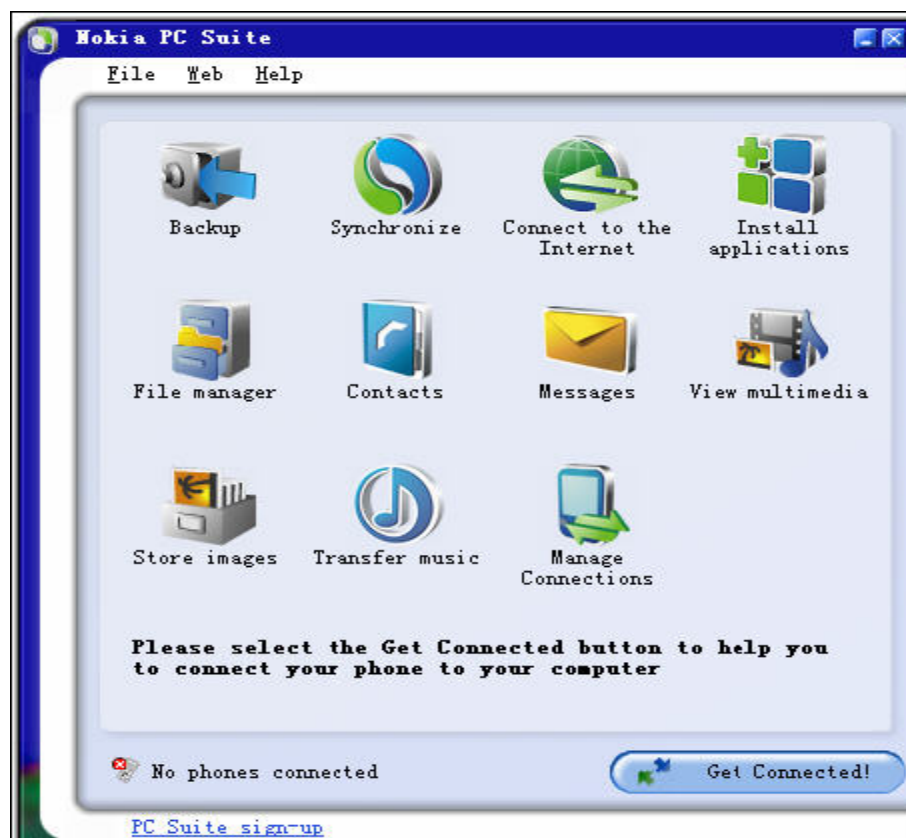 Nokia PC Suite
File Web Help
Backup
Synchronize
Connect to the
Internet
Install
applications
File manager
Contacts
Messages
View multimedia
Store images
Transfer music
Manage
Connections
Please select the Get Connected button to help you
to connect your phone to your computer
No phones connected
Get Connected!
PC Suite sign-up